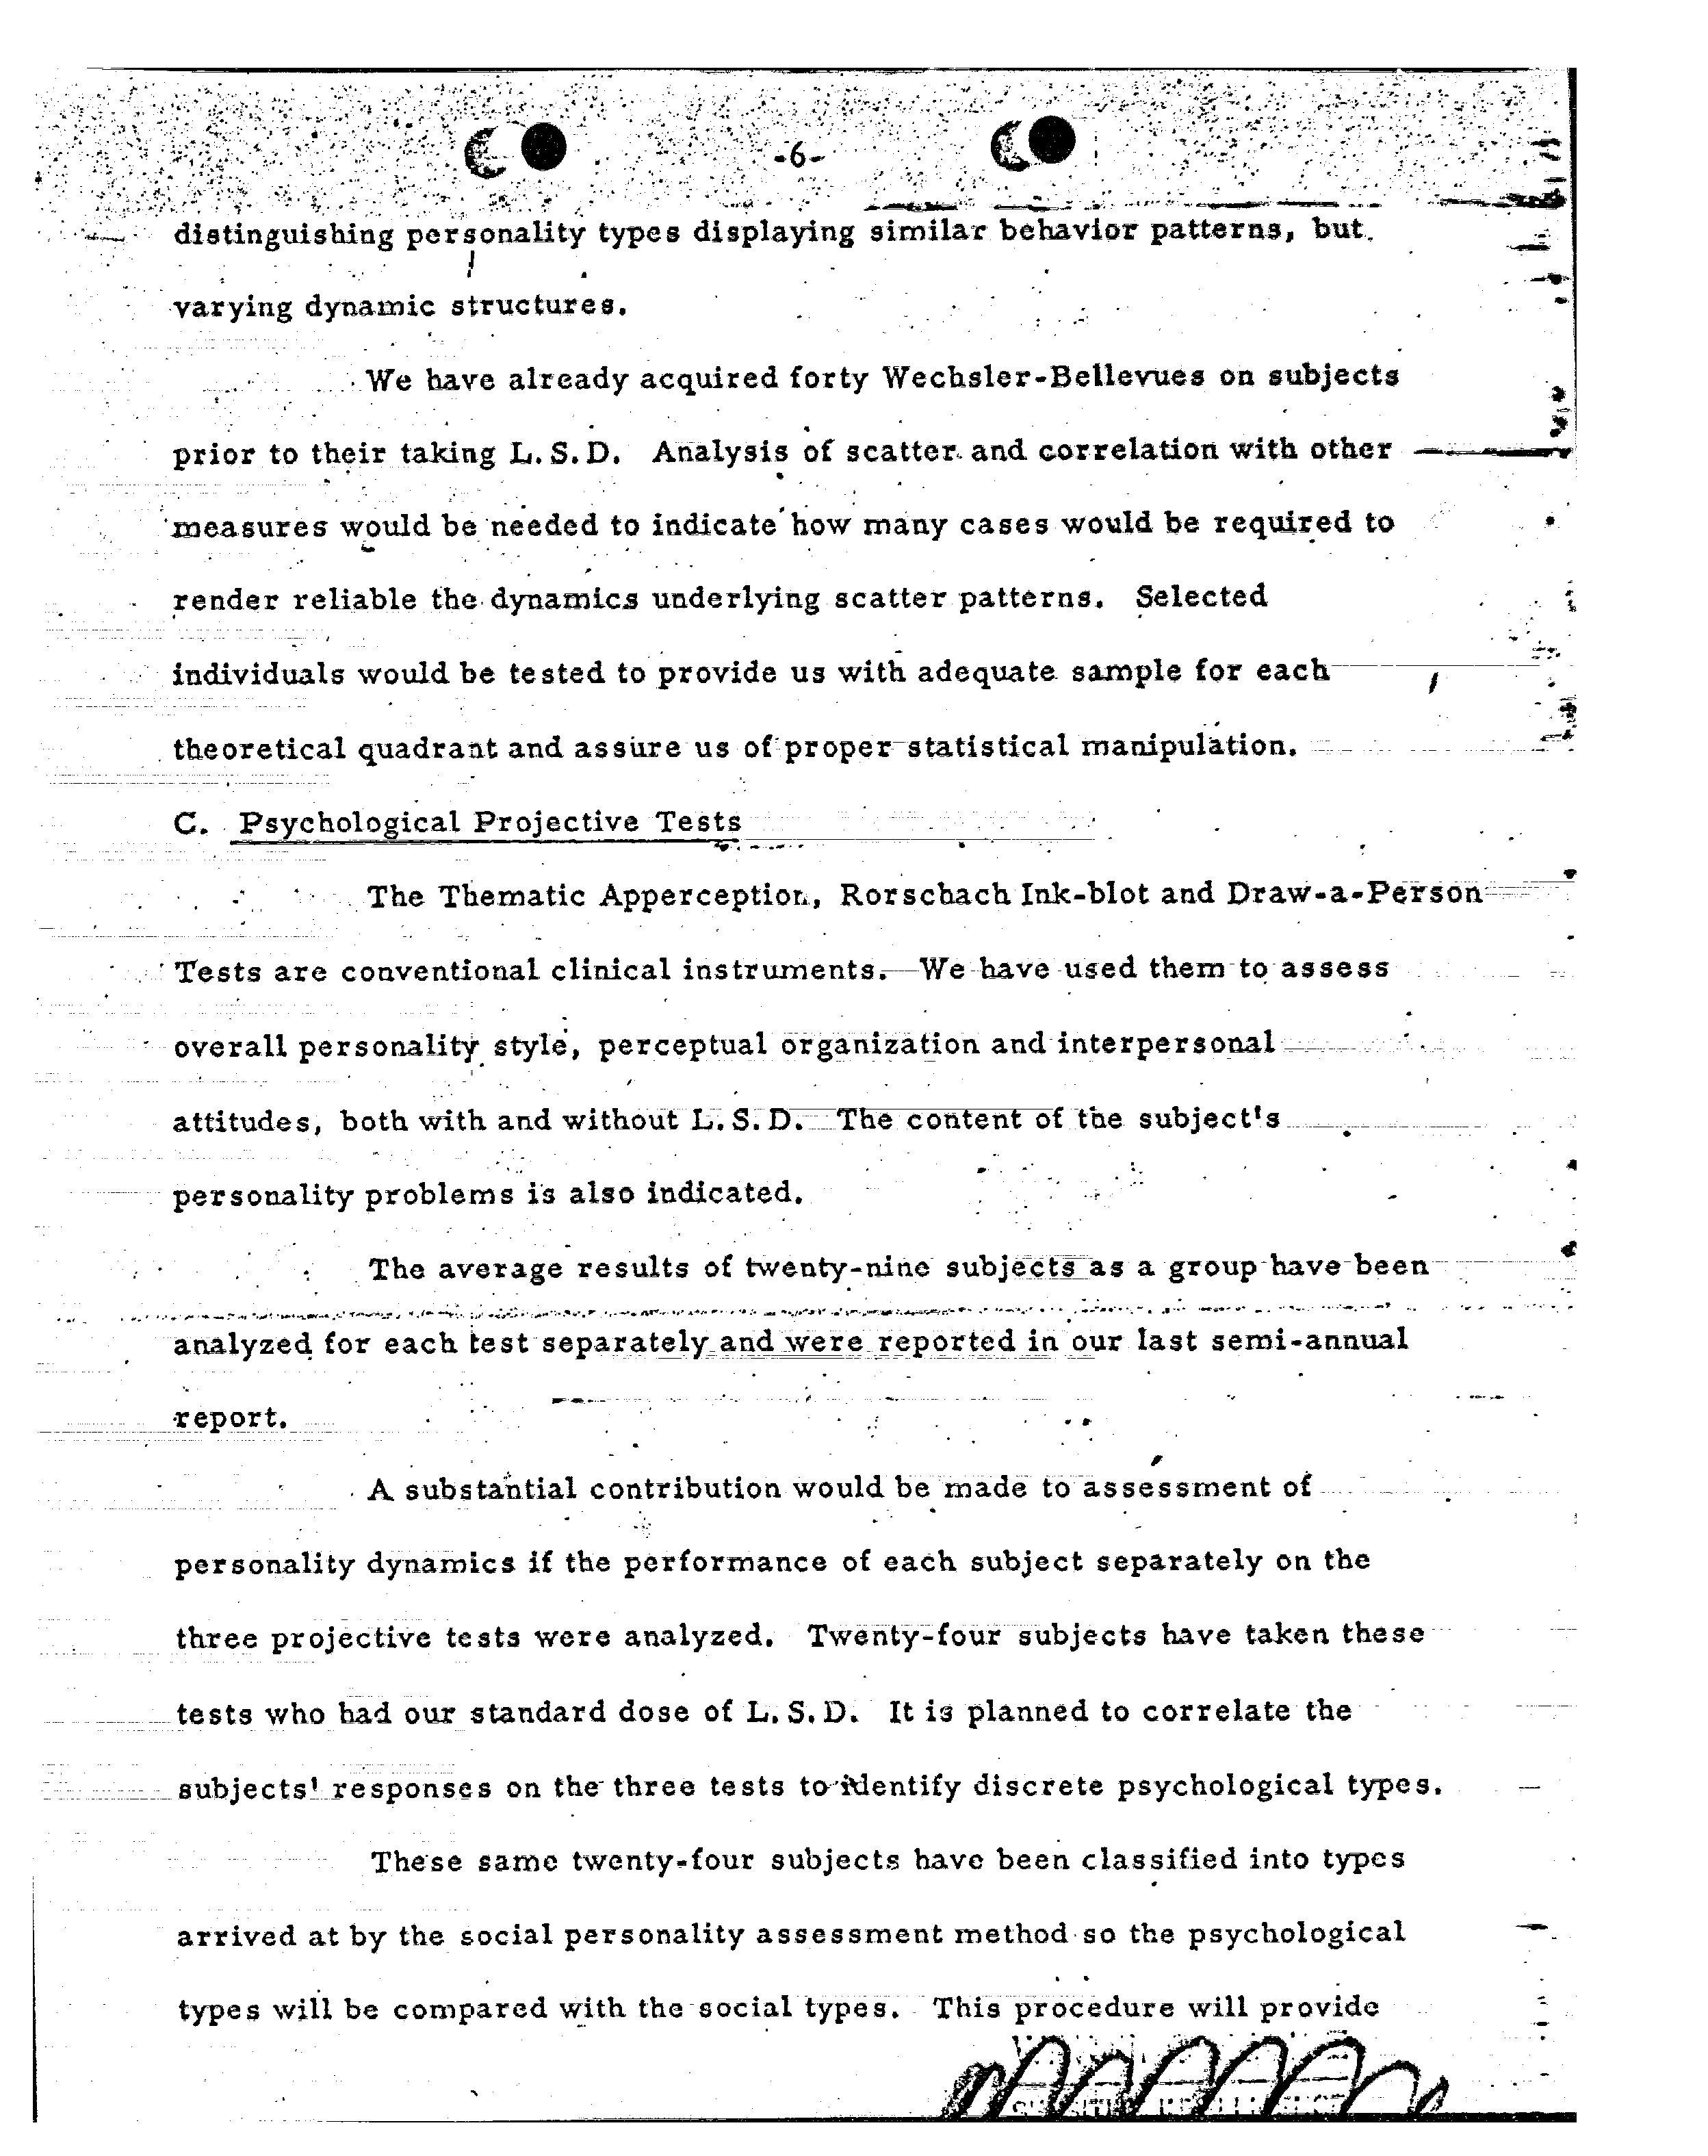 -6-
distinguishing personality types displaying similar behavior patterns, but
varying dynamic structures.
We have already acquired forty Wechsler-Bellevues on subjects
prior to their taking L.S.D. Analysis of scatter and correlation with other
measures would be needed to indicate how many cases would be required to
render reliable the dynamics underlying scatter patterns. Selected
individuals would be tested to provide us with adequate sample for each
theoretical quadrant and assure us of proper statistical manipulation.
C. Psychological Projective Tests
The Thematic Apperception, Rorschach Ink-blot and Draw-a-Person
Tests are conventional clinical instruments. We have used them to assess
overall personality style, perceptual organization and interpersonal
attitudes, both with and without L.S.D. The content of the subject's
personality problems is also indicated.
The average results of twenty-nine subjects as a group have been
analyzed for each test separately and were reported in our last semi-annual
report.
A substantial contribution would be made to assessment of
personality dynamics if the performance of each subject separately on the
three projective tests were analyzed. Twenty-four subjects have taken these
tests who had our standard dose of L.S.D. It is planned to correlate the
subjects' responses on the three tests to identify discrete psychological types.
These same twenty-four subjects have been classified into types
arrived at by the social personality assessment method so the psychological
types will be compared with the social types. This procedure will provide